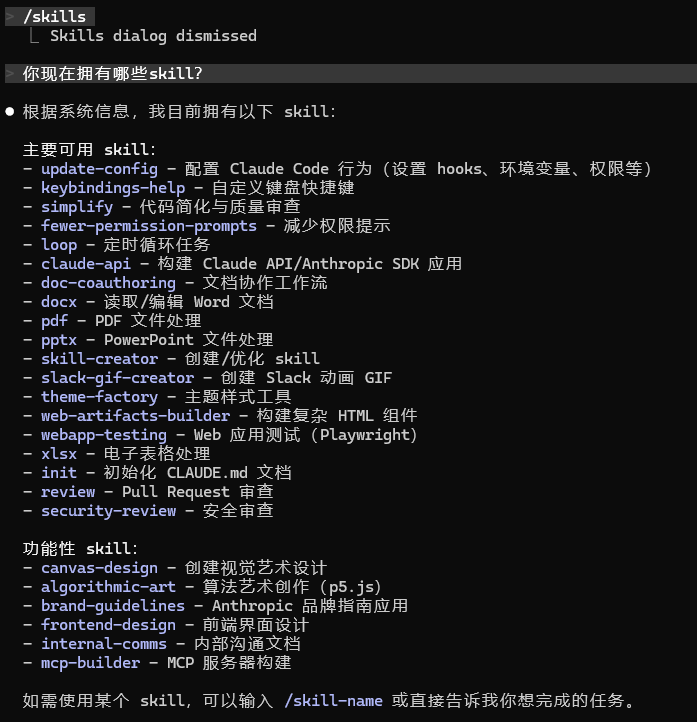 > /skills
⎿ Skills dialog dismissed
> 你现在拥有哪些skill?
● 根据系统信息，我目前拥有以下 skill:
主要可用 skill:
- update-config - 配置 Claude Code 行为 (设置 hooks、环境变量、权限等)
- keybindings-help - 自定义键盘快捷键
- simplify - 代码简化与质量审查
- fewer-permission-prompts - 减少权限提示
- loop - 定时循环任务
- claude-api - 构建 Claude API/Anthropic SDK 应用
- doc-coauthoring - 文档协作工作流
- docx - 读取/编辑 Word 文档
- pdf - PDF 文件处理
- pptx - PowerPoint 文件处理
- skill-creator - 创建/优化 skill
- slack-gif-creator - 创建 Slack 动画 GIF
- theme-factory - 主题样式工具
- web-artifacts-builder - 构建复杂 HTML 组件
- webapp-testing - Web 应用测试 (Playwright)
- xlsx - 电子表格处理
- init - 初始化 CLAUDE.md 文档
- review - Pull Request 审查
- security-review - 安全审查
功能性 skill:
- canvas-design - 创建视觉艺术设计
- algorithmic-art - 算法艺术创作 (p5.js)
- brand-guidelines - Anthropic 品牌指南应用
- frontend-design - 前端界面设计
- internal-comms - 内部沟通文档
- mcp-builder - MCP 服务器构建
如需使用某个 skill, 可以输入 /skill-name 或直接告诉我你想完成的任务。